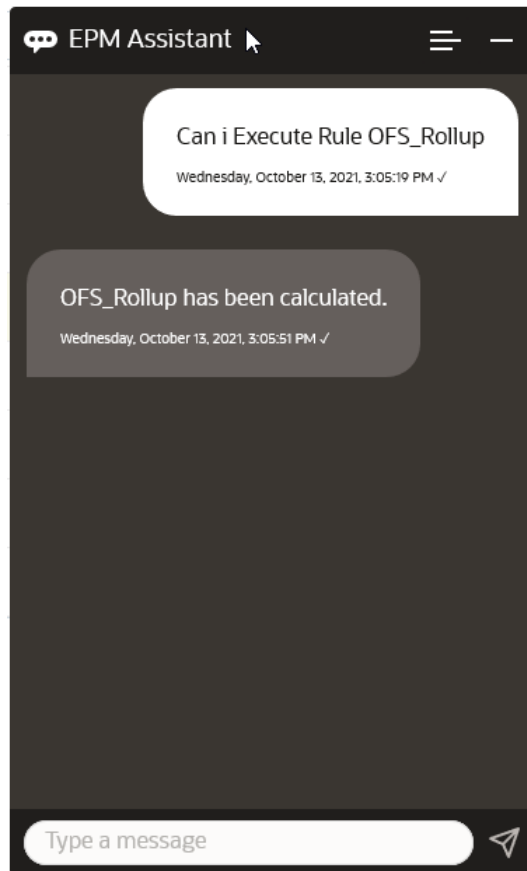 EPM Assistant
Can i Execute Rule OFS_Rollup
Wednesday, October 13, 2021, 3:05:19 PM ✓
OFS_Rollup has been calculated.
Wednesday, October 13, 2021, 3:05:51 PM ✓
Type a message